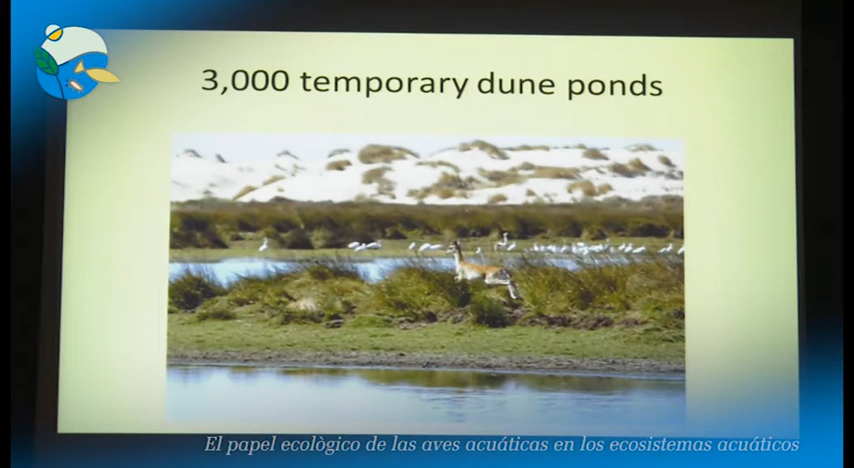 3,000 temporary dune ponds
El papel ecològico de las aves acuáticas en los ecosistemas acuáticos